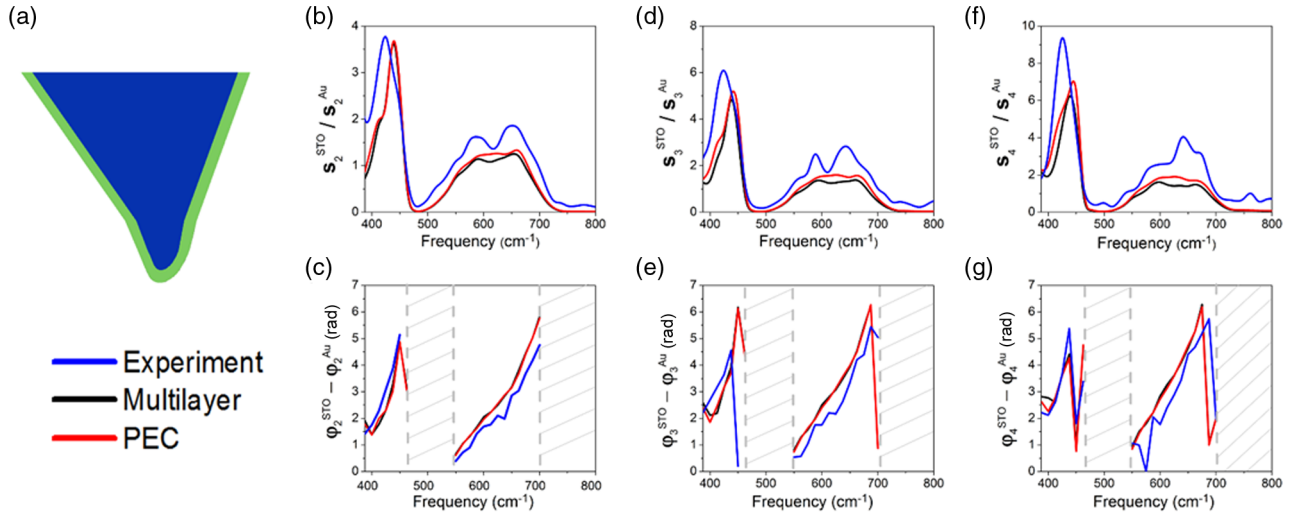 (a)
Experiment
Multilayer
PEC
(b)
4
3
2
1
0
s₂ˢᵀᴼ / s₂ᴬᵘ
400 500 600 700 800
Frequency (cm⁻¹)
(c)
7
6
5
4
3
2
1
0
φ₂ˢᵀᴼ – φ₂ᴬᵘ (rad)
400 500 600 700 800
Frequency (cm⁻¹)
(d)
8
6
4
2
0
s₃ˢᵀᴼ / s₃ᴬᵘ
400 500 600 700 800
Frequency (cm⁻¹)
(e)
7
6
5
4
3
2
1
0
φ₃ˢᵀᴼ – φ₃ᴬᵘ (rad)
400 500 600 700 800
Frequency (cm⁻¹)
(f)
10
8
6
4
2
0
s₄ˢᵀᴼ / s₄ᴬᵘ
400 500 600 700 800
Frequency (cm⁻¹)
(g)
7
6
5
4
3
2
1
0
φ₄ˢᵀᴼ – φ₄ᴬᵘ (rad)
400 500 600 700 800
Frequency (cm⁻¹)